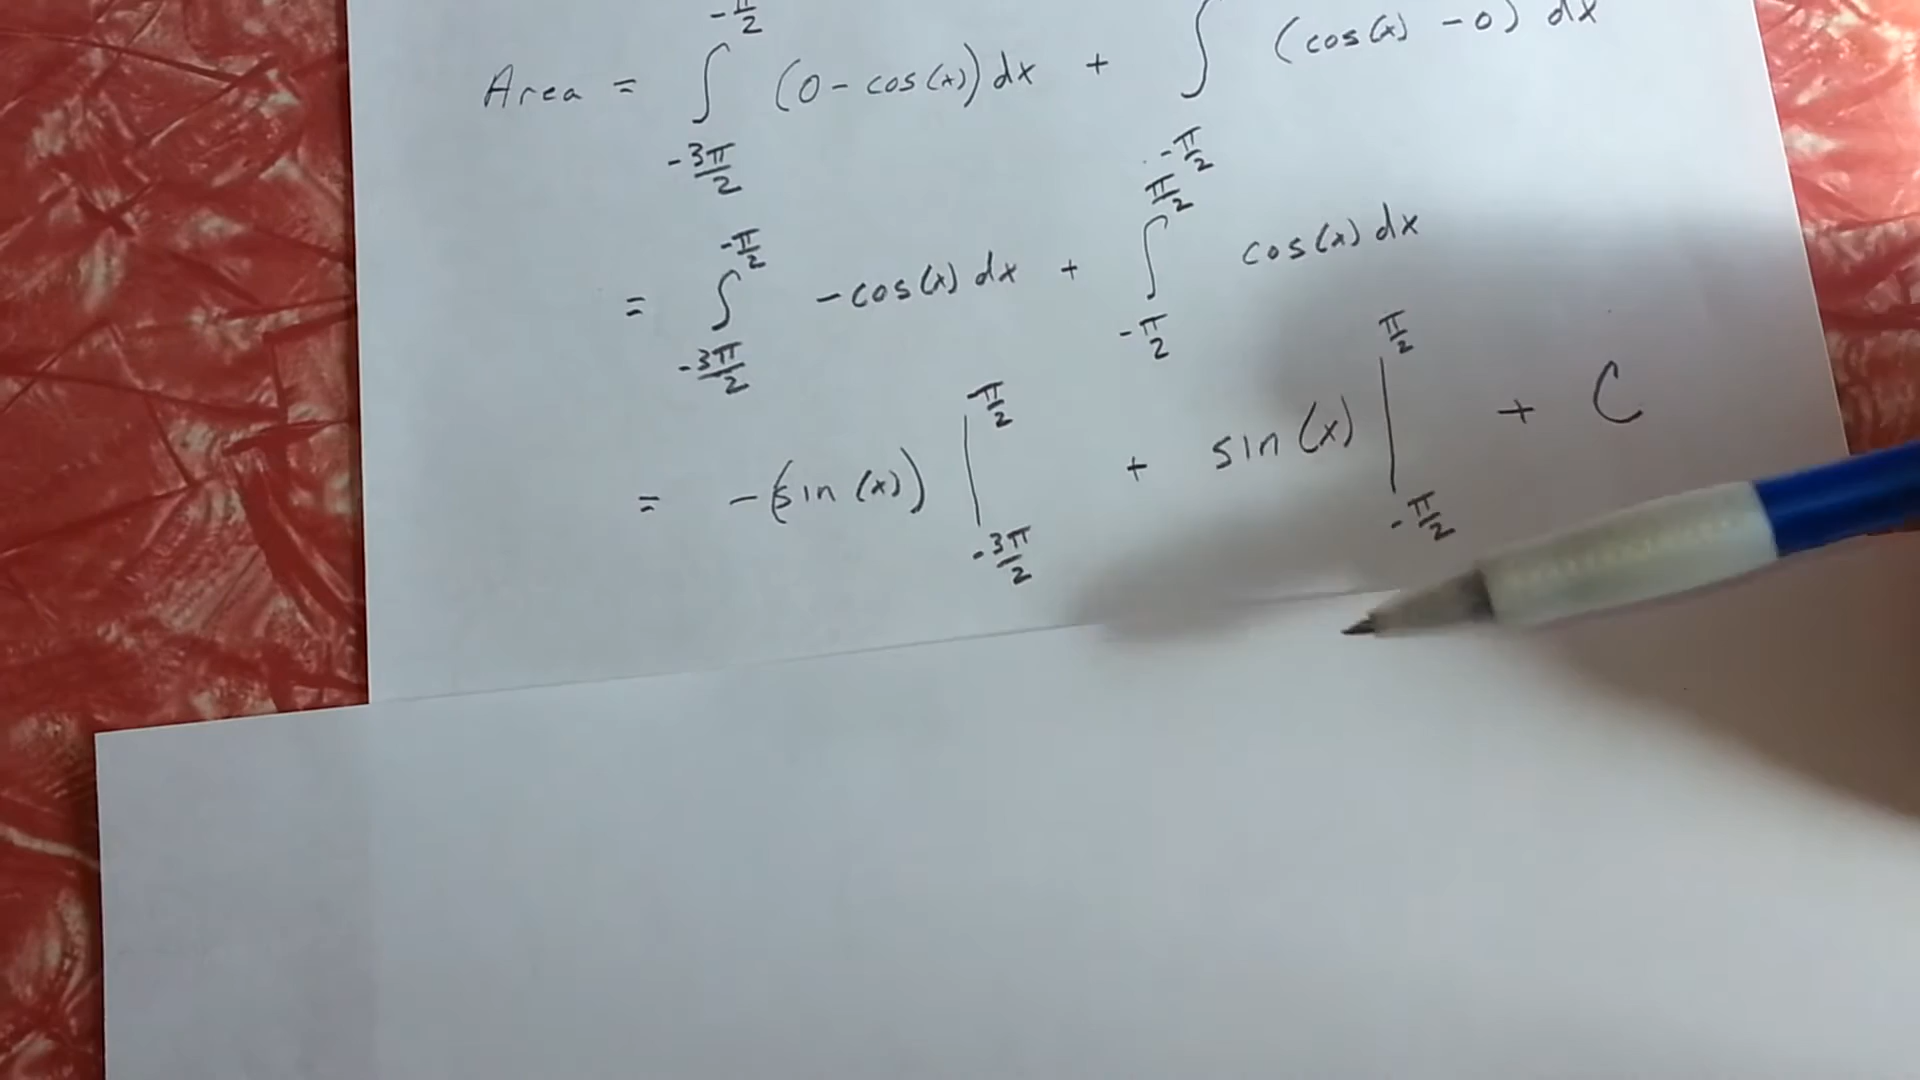 Area = ∫_{-3π/2}^{-π/2} (0 - cos(x)) dx + ∫_{-π/2} (cos(x) - 0) dx
= ∫_{-3π/2}^{-π/2} -cos(x) dx + ∫_{-π/2}^{π/2} cos(x) dx
= -(sin(x)) |_{-3π/2}^{-π/2} + sin(x) |_{-π/2}^{π/2} + C